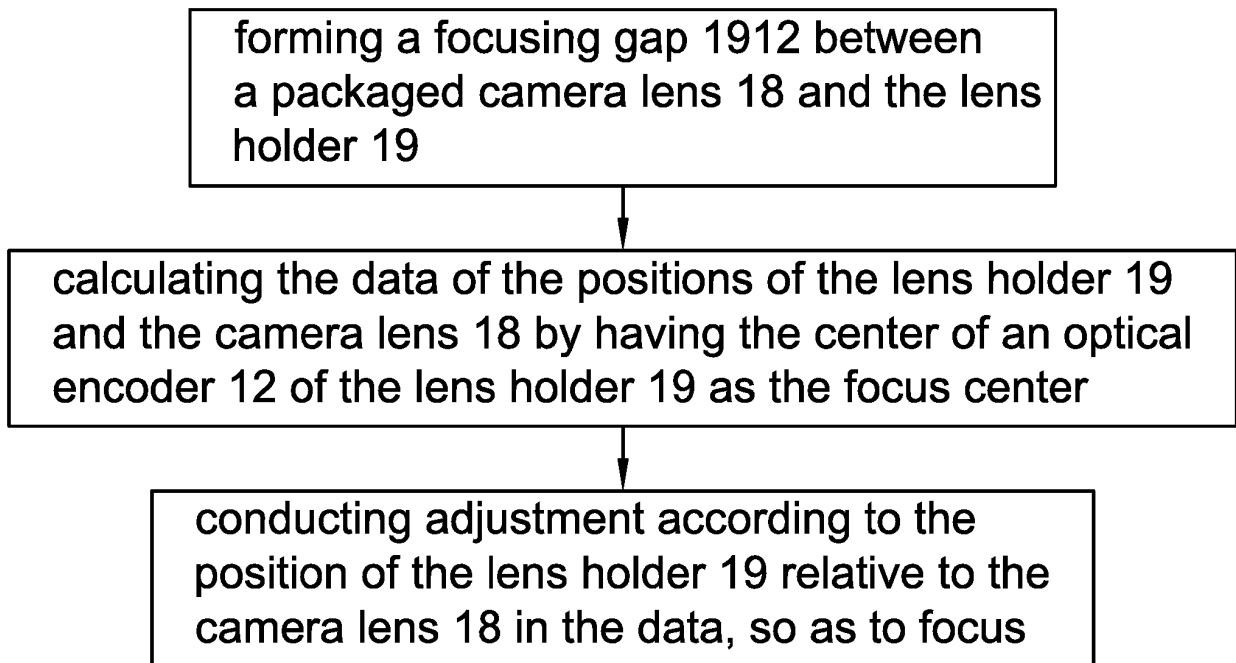 forming a focusing gap 1912 between
a packaged camera lens 18 and the lens
holder 19
calculating the data of the positions of the lens holder 19
and the camera lens 18 by having the center of an optical
encoder 12 of the lens holder 19 as the focus center
conducting adjustment according to the
position of the lens holder 19 relative to the
camera lens 18 in the data, so as to focus